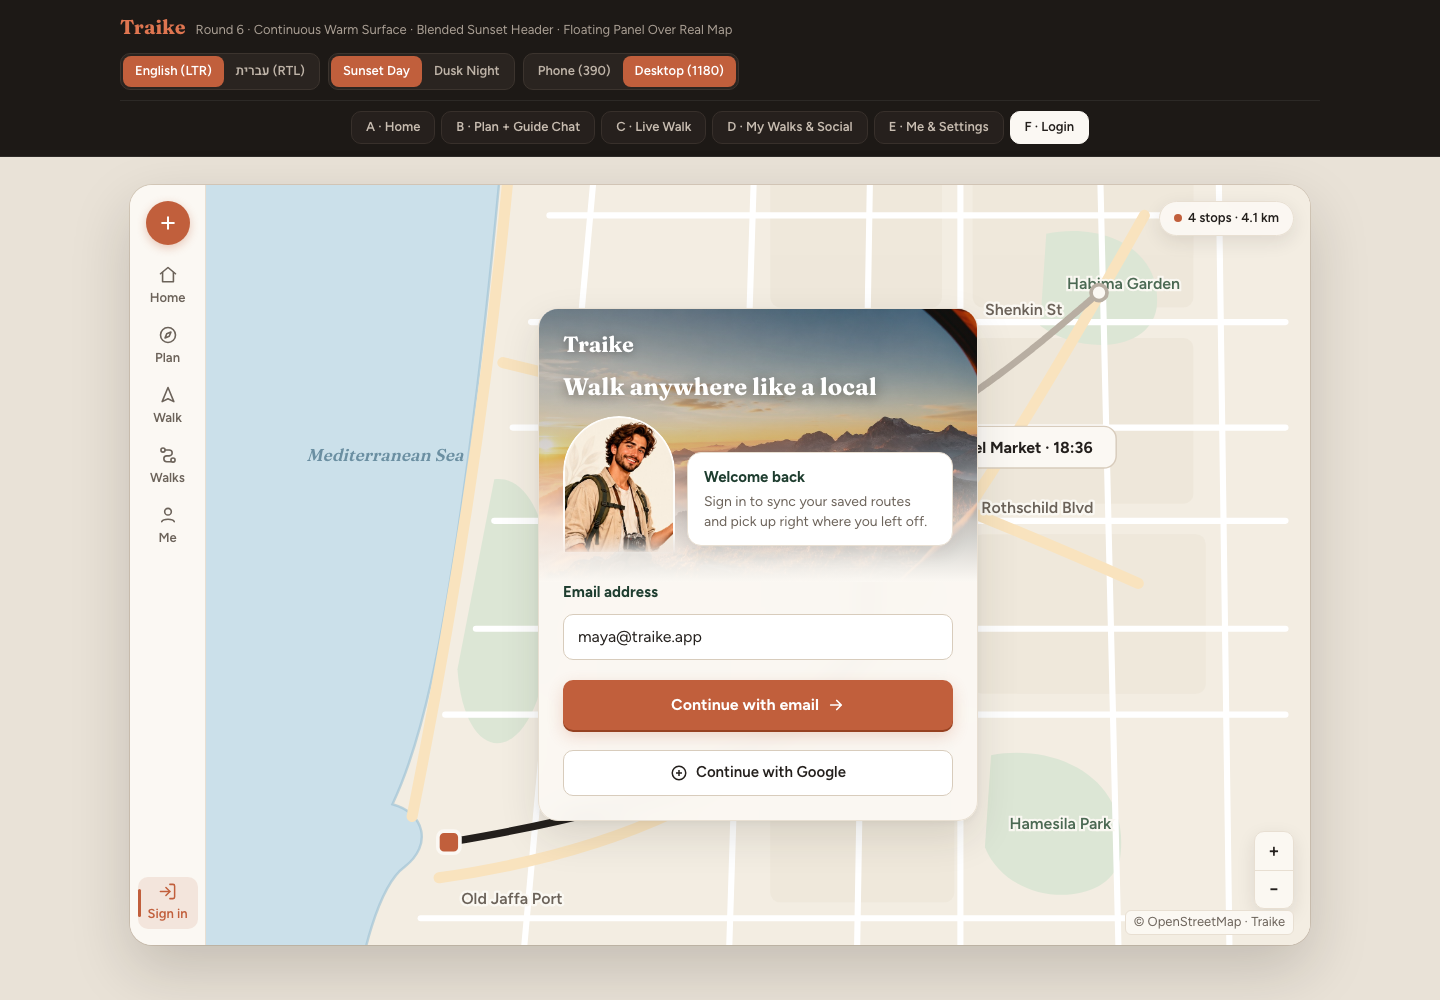 Traike Round 6 · Continuous Warm Surface · Blended Sunset Header · Floating Panel Over Real Map
English (LTR) עברית (RTL) Sunset Day Dusk Night Phone (390) Desktop (1180)
A · Home B · Plan + Guide Chat C · Live Walk D · My Walks & Social E · Me & Settings F · Login
4 stops · 4.1 km
Home
Plan
Walk
Walks
Me
Sign in
Mediterranean Sea
Habima Garden
Shenkin St
Traike
Walk anywhere like a local
Welcome back
Sign in to sync your saved routes
and pick up right where you left off.
el Market · 18:36
Rothschild Blvd
Email address
maya@traike.app
Continue with email
Continue with Google
Hamesila Park
Old Jaffa Port
+
-
© OpenStreetMap · Traike